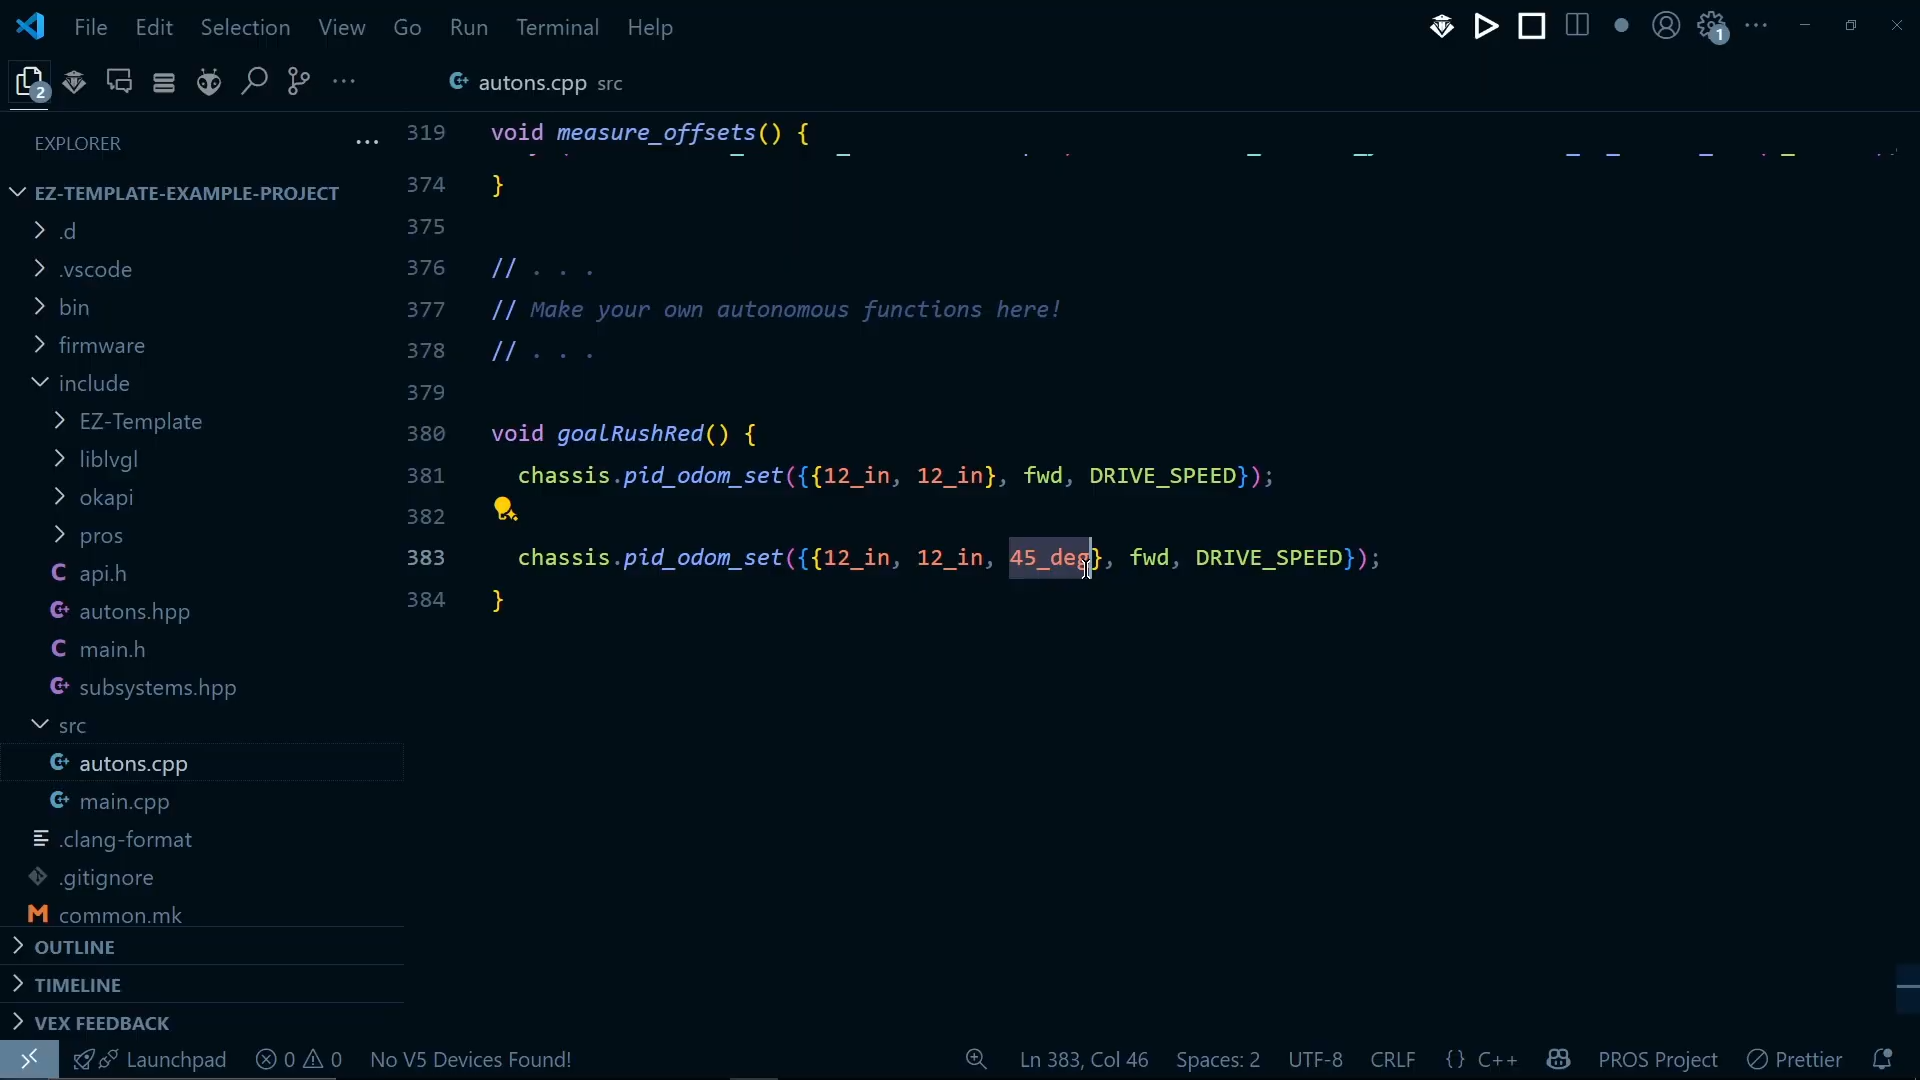 File Edit Selection View Go Run Terminal Help
1
2
autons.cpp src
EXPLORER
EZ-TEMPLATE-EXAMPLE-PROJECT
.d
.vscode
bin
firmware
include
EZ-Template
liblvgl
okapi
pros
api.h
autons.hpp
main.h
subsystems.hpp
src
autons.cpp
main.cpp
.clang-format
.gitignore
common.mk
OUTLINE
TIMELINE
VEX FEEDBACK
319 void measure_offsets() {
374 }
375
376 // . . .
377 // Make your own autonomous functions here!
378 // . . .
379
380 void goalRushRed() {
381 chassis.pid_odom_set({{12_in, 12_in}, fwd, DRIVE_SPEED});
382
383 chassis.pid_odom_set({{12_in, 12_in, 45_deg}, fwd, DRIVE_SPEED});
384 }
Launchpad 0 0 No V5 Devices Found! Ln 383, Col 46 Spaces: 2 UTF-8 CRLF {} C++ PROS Project Prettier